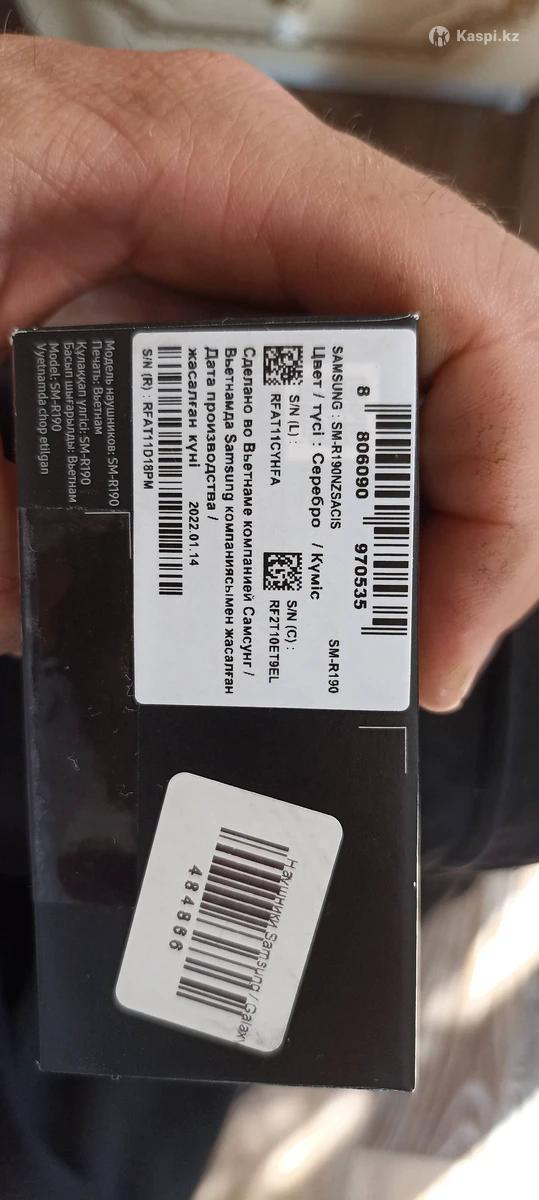 Kaspi.kz
8 806090 970535
SAMSUNG : SM-R190NZSACIS SM-R190
Цвет / түсі : Серебро / Күміс
S/N (L) :
RFAT11CYHFA
S/N (C) :
RF2T10ET9EL
Сделано во Вьетнаме компанией Самсунг /
Вьетнамда Samsung компаниясымен жасалған
Дата производства /
жасалған күні 2022.01.14
S/N (R) : RFAT11D18PM
Модель наушников: SM-R190
Печать: Вьетнам
Құлаққап үлгісі: SM-R190
Басып шығарылды: Вьетнам
Model: SM-R190
Vyetnamda chop etilgan
Наушники Samsung / Galax
484866